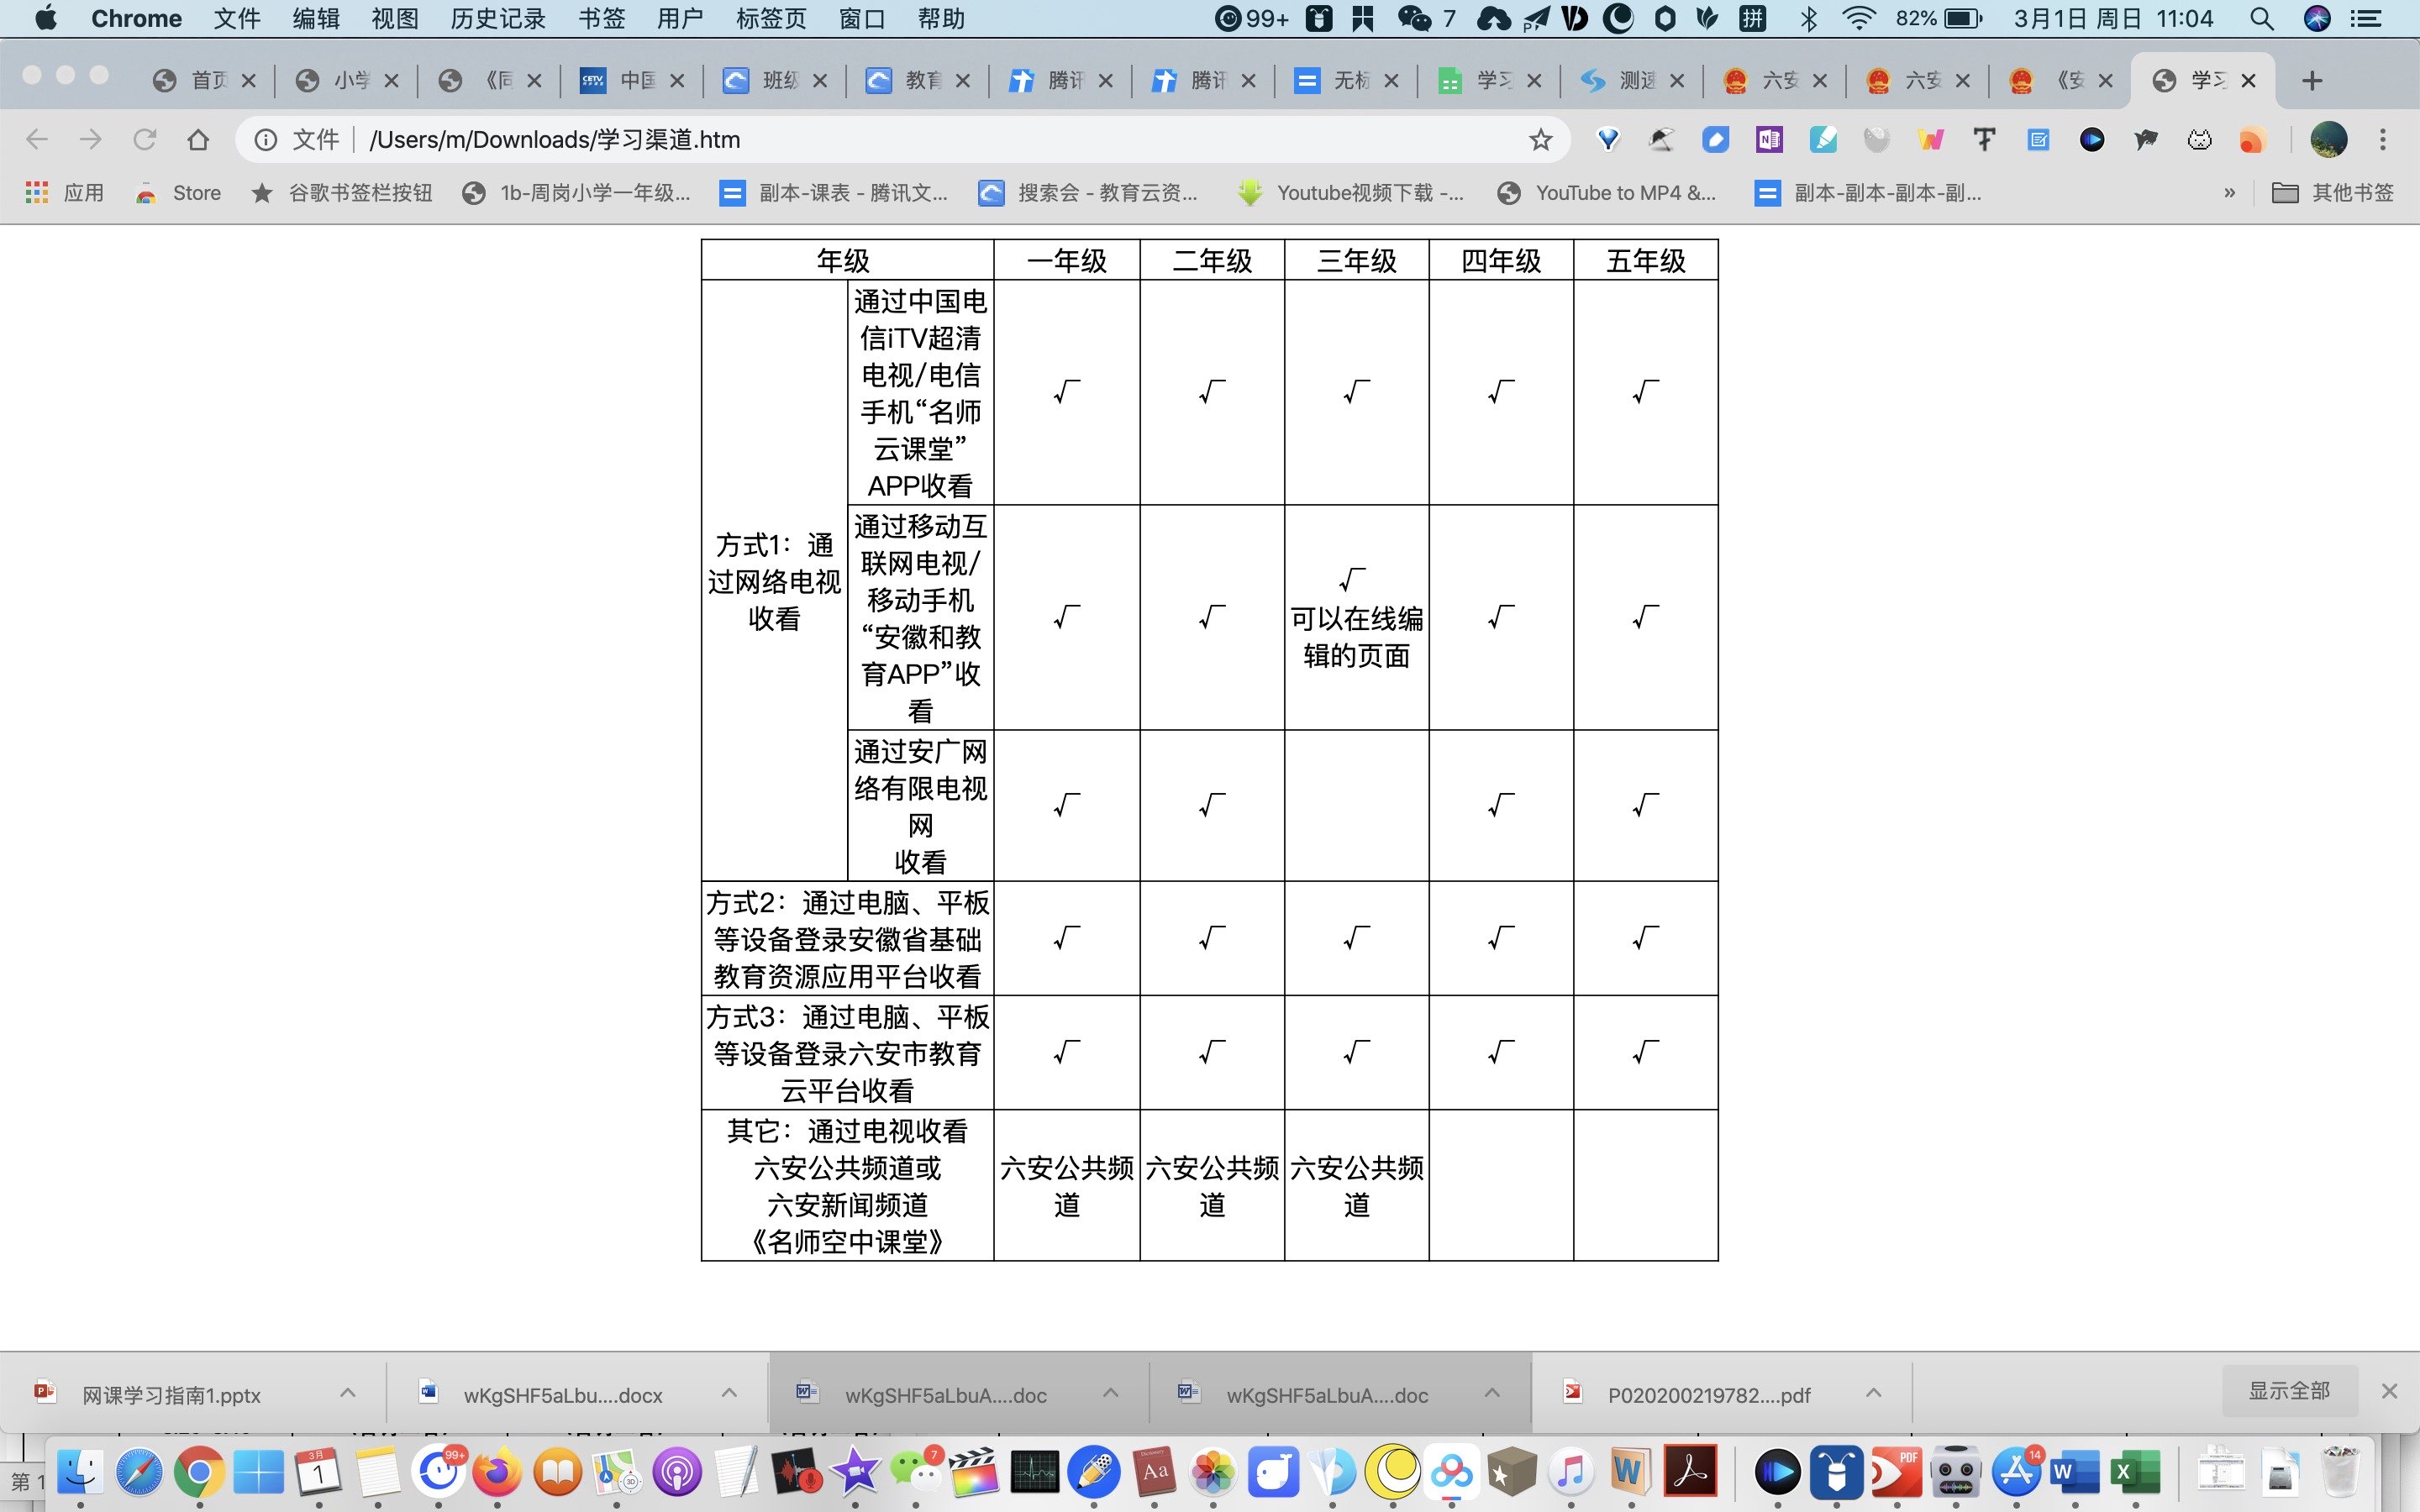 Chrome 文件 编辑 视图 历史记录 书签 用户 标签页 窗口 帮助 99+ 7 拼 82% 3月1日 周日 11:04
首页 小学 《同 CETV 中国 班级 教育 腾讯 腾讯 无标 学习 测速 六安 六安 《安 学习
文件 /Users/m/Downloads/学习渠道.htm
应用 Store 谷歌书签栏按钮 1b-周岗小学一年级... 副本-课表 - 腾讯文... 搜索会 - 教育云资... Youtube视频下载 -... YouTube to MP4 &... 副本-副本-副本-副... » 其他书签
年级 一年级 二年级 三年级 四年级 五年级
方式1：通
过网络电视
收看
通过中国电
信iTV超清
电视/电信
手机“名师
云课堂”
APP收看
√ √ √ √ √
通过移动互
联网电视/
移动手机
“安徽和教
育APP”收
看
√ √ √
可以在线编
辑的页面
√ √
通过安广网
络有限电视
网
收看
√ √ √ √
方式2：通过电脑、平板
等设备登录安徽省基础
教育资源应用平台收看
√ √ √ √ √
方式3：通过电脑、平板
等设备登录六安市教育
云平台收看
√ √ √ √ √
其它：通过电视收看
六安公共频道或
六安新闻频道
《名师空中课堂》
六安公共频
道
六安公共频
道
六安公共频
道
网课学习指南1.pptx wKgSHF5aLbu....docx wKgSHF5aLbuA....doc wKgSHF5aLbuA....doc P020200219782....pdf 显示全部
第 1
3月
1
99+
3D
7
Aa
PDF
14
W
X